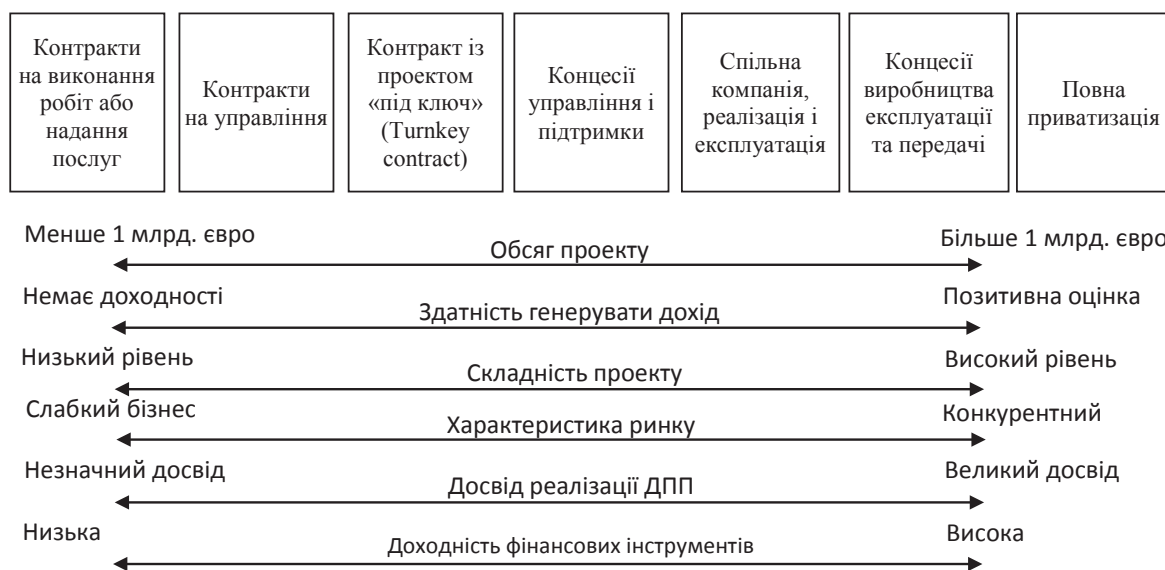 Контракти
на виконання
робіт або
надання
послуг
Контракти
на управління
Контракт із
проектом
«під ключ»
(Turnkey
contract)
Концесії
управління і
підтримки
Спільна
компанія,
реалізація і
експлуатація
Концесії
виробництва
експлуатації
та передачі
Повна
приватизація
Менше 1 млрд. євро
Обсяг проекту
Більше 1 млрд. євро
Немає доходності
Здатність генерувати дохід
Позитивна оцінка
Низький рівень
Складність проекту
Високий рівень
Слабкий бізнес
Характеристика ринку
Конкурентний
Незначний досвід
Досвід реалізації ДПП
Великий досвід
Низька
Доходність фінансових інструментів
Висока